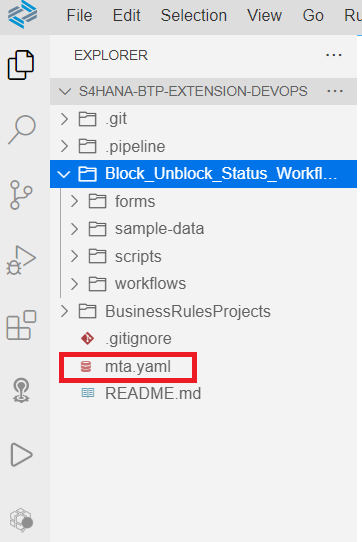 File Edit Selection View Go Ru
EXPLORER ...
S4HANA-BTP-EXTENSION-DEVOPS ...
.git
.pipeline
Block_Unblock_Status_Workfl...
forms
sample-data
scripts
workflows
BusinessRulesProjects
.gitignore
mta.yaml
README.md